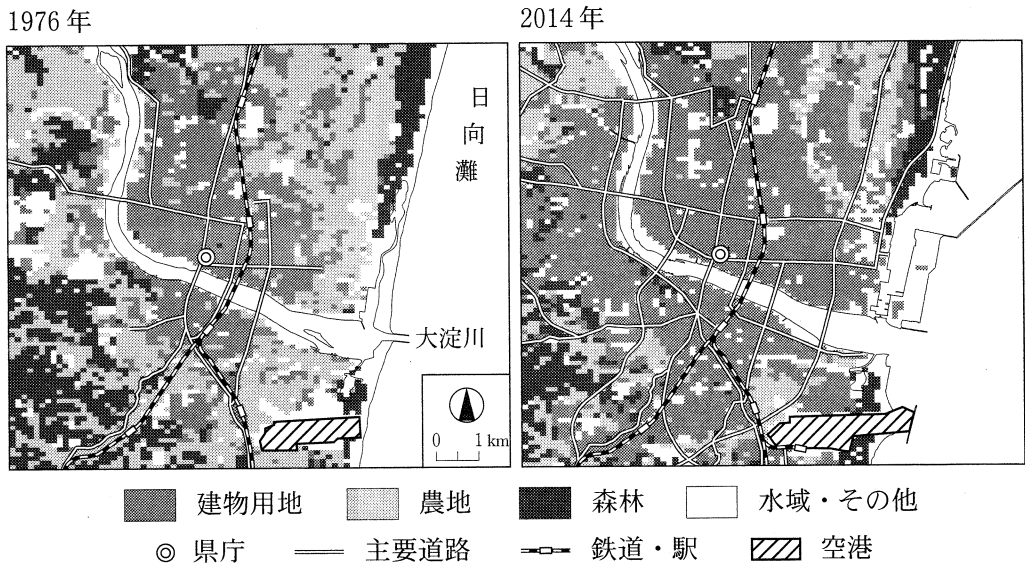 1976年
2014年
日向灘
大淀川
0 1km
建物用地 農地 森林 水域・その他
県庁 主要道路 鉄道・駅 空港